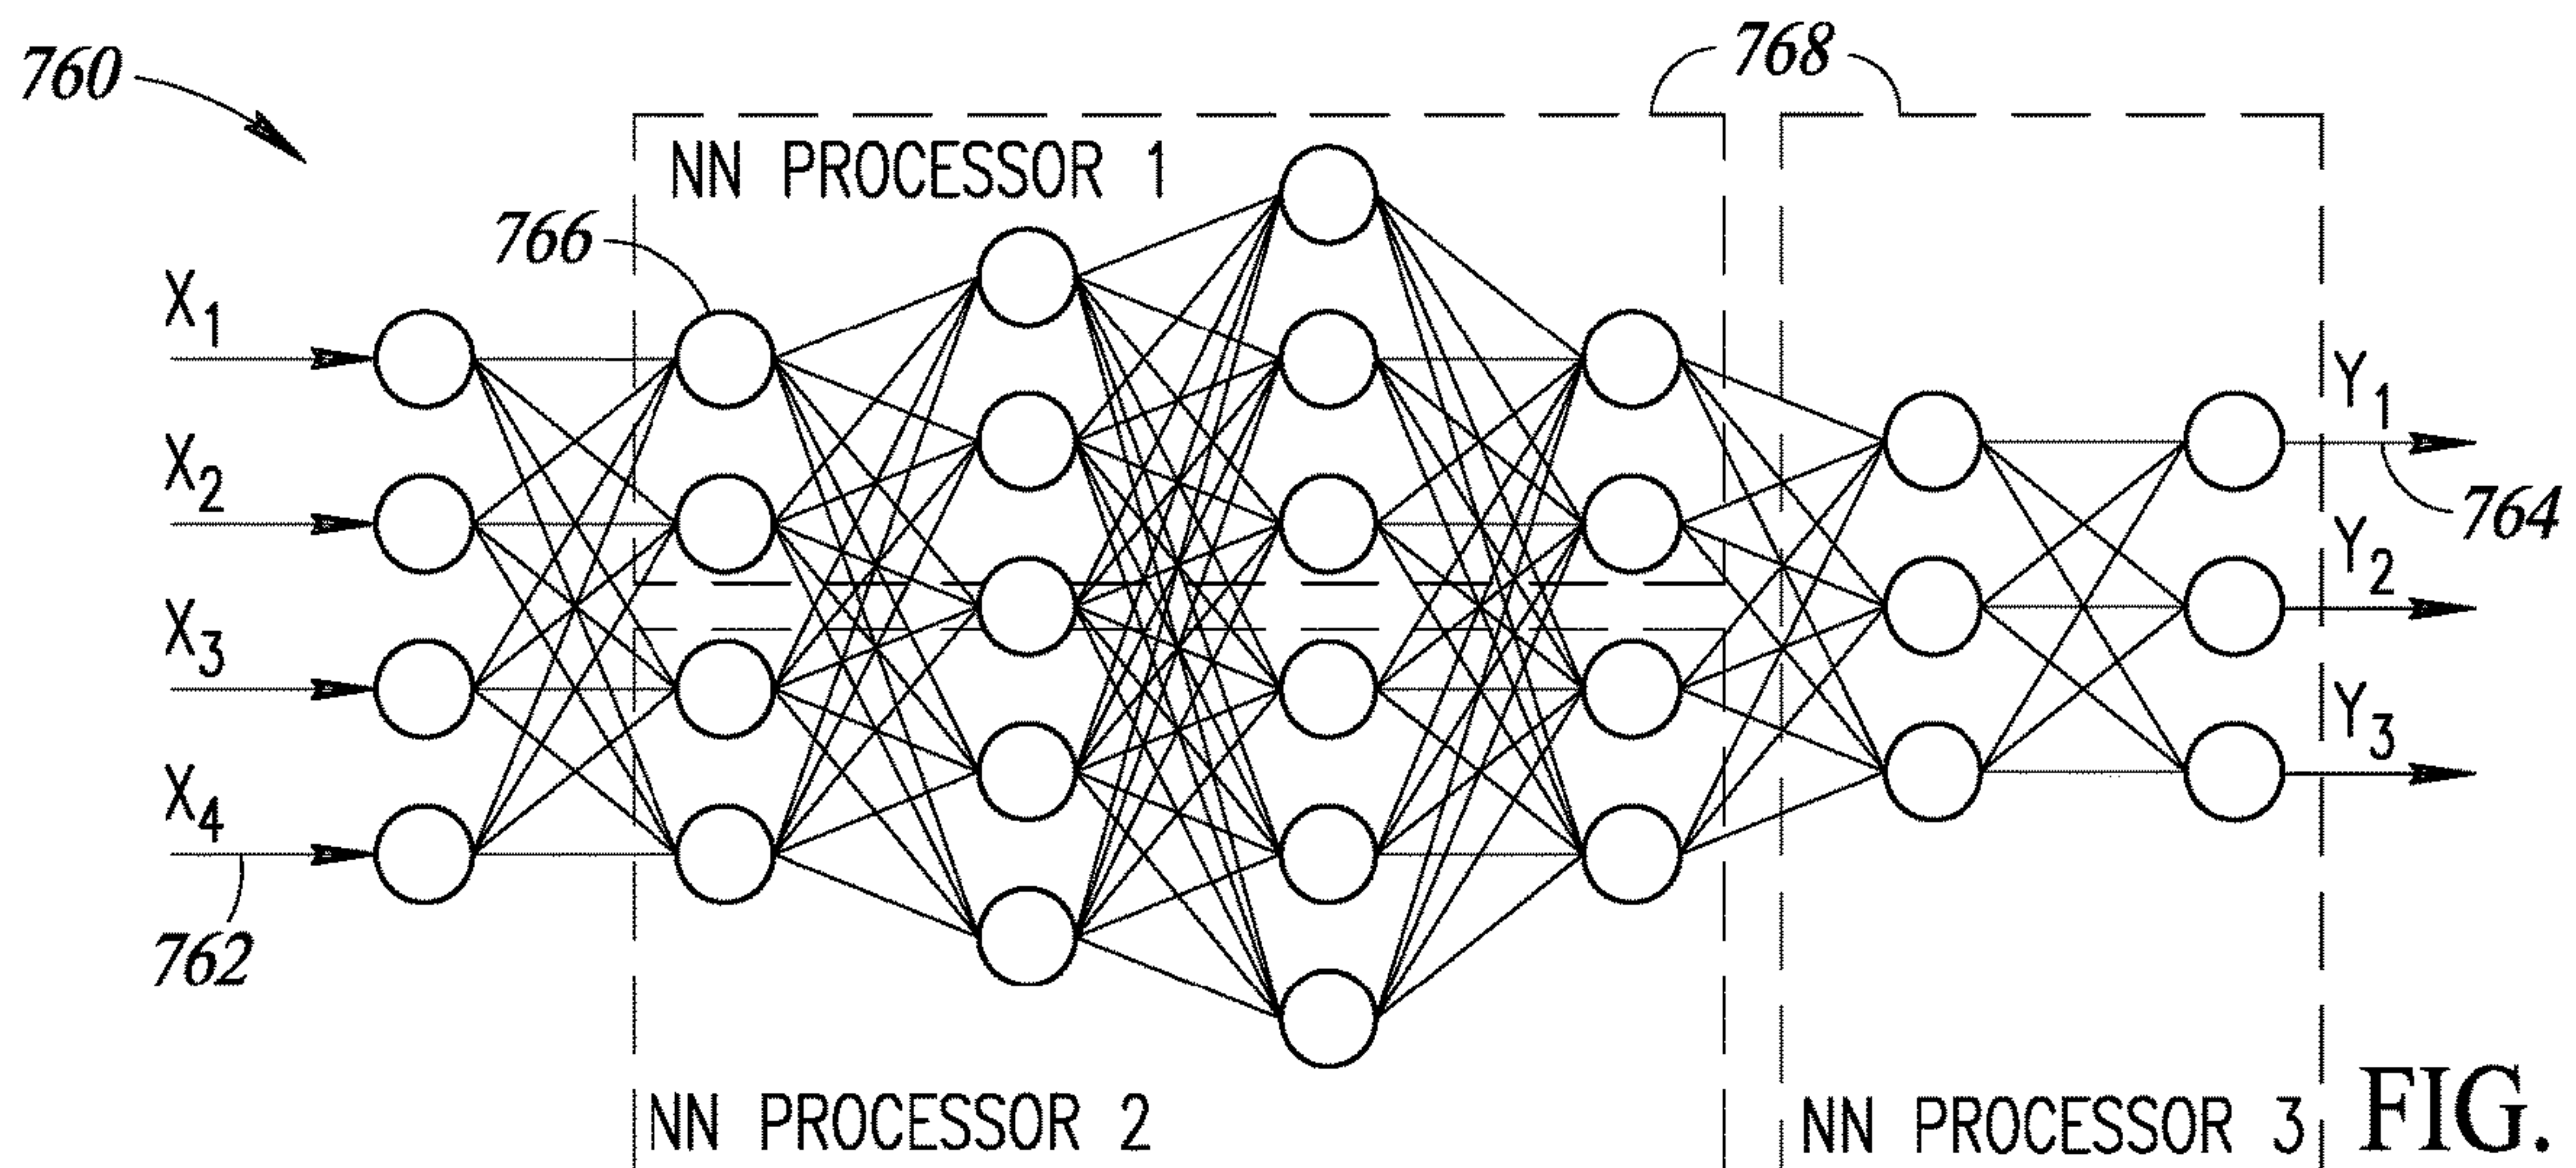 760
768
NN PROCESSOR 1
766
X1
Y1
X2
764
Y2
X3
Y3
X4
762
NN PROCESSOR 2
NN PROCESSOR 3
FIG.